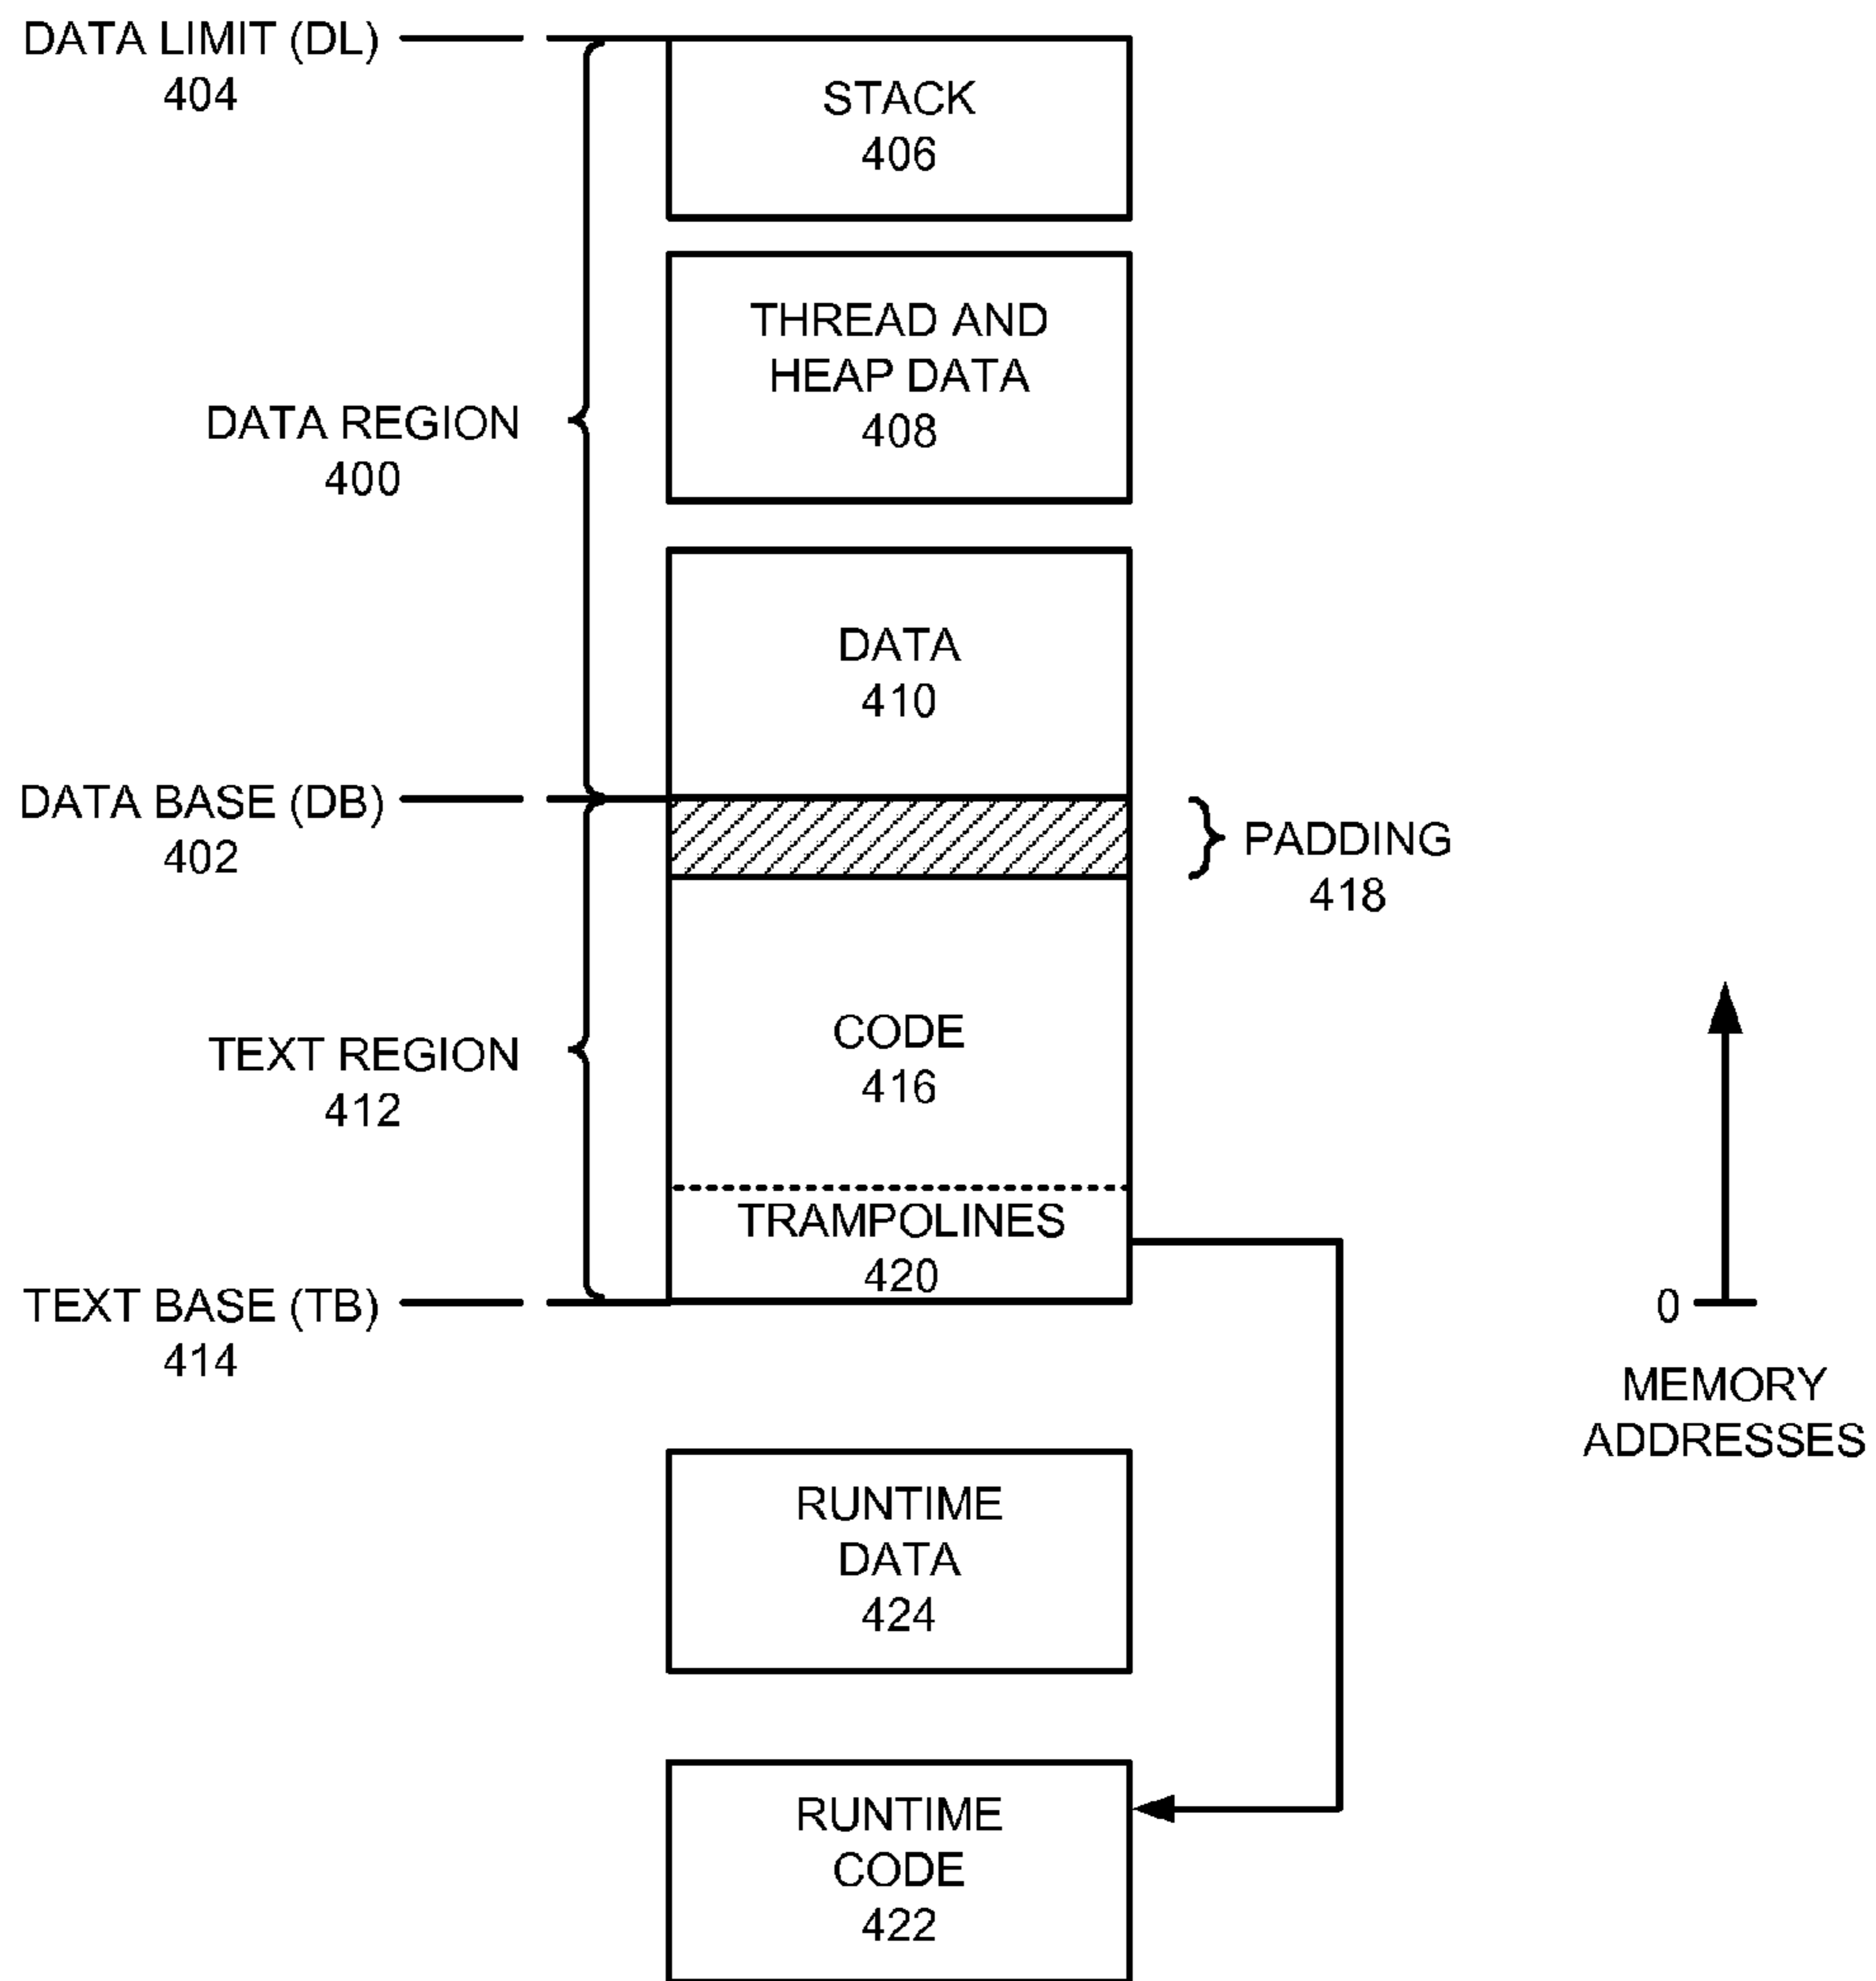 DATA LIMIT (DL)
404
STACK
406
THREAD AND
HEAP DATA
408
DATA REGION
400
DATA
410
DATA BASE (DB)
402
PADDING
418
CODE
416
TEXT REGION
412
TRAMPOLINES
420
TEXT BASE (TB)
414
0
MEMORY
ADDRESSES
RUNTIME
DATA
424
RUNTIME
CODE
422